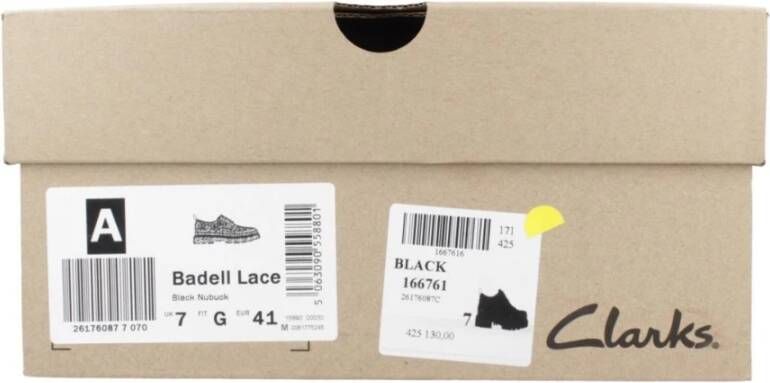 A
Badell Lace
Black Nubuck
UK 7 FIT G EUR 41
26176087 7 070
5 063090 558801
M
171
425
1667616
BLACK
166761
26176087C
7
425 130,00
Clarks.